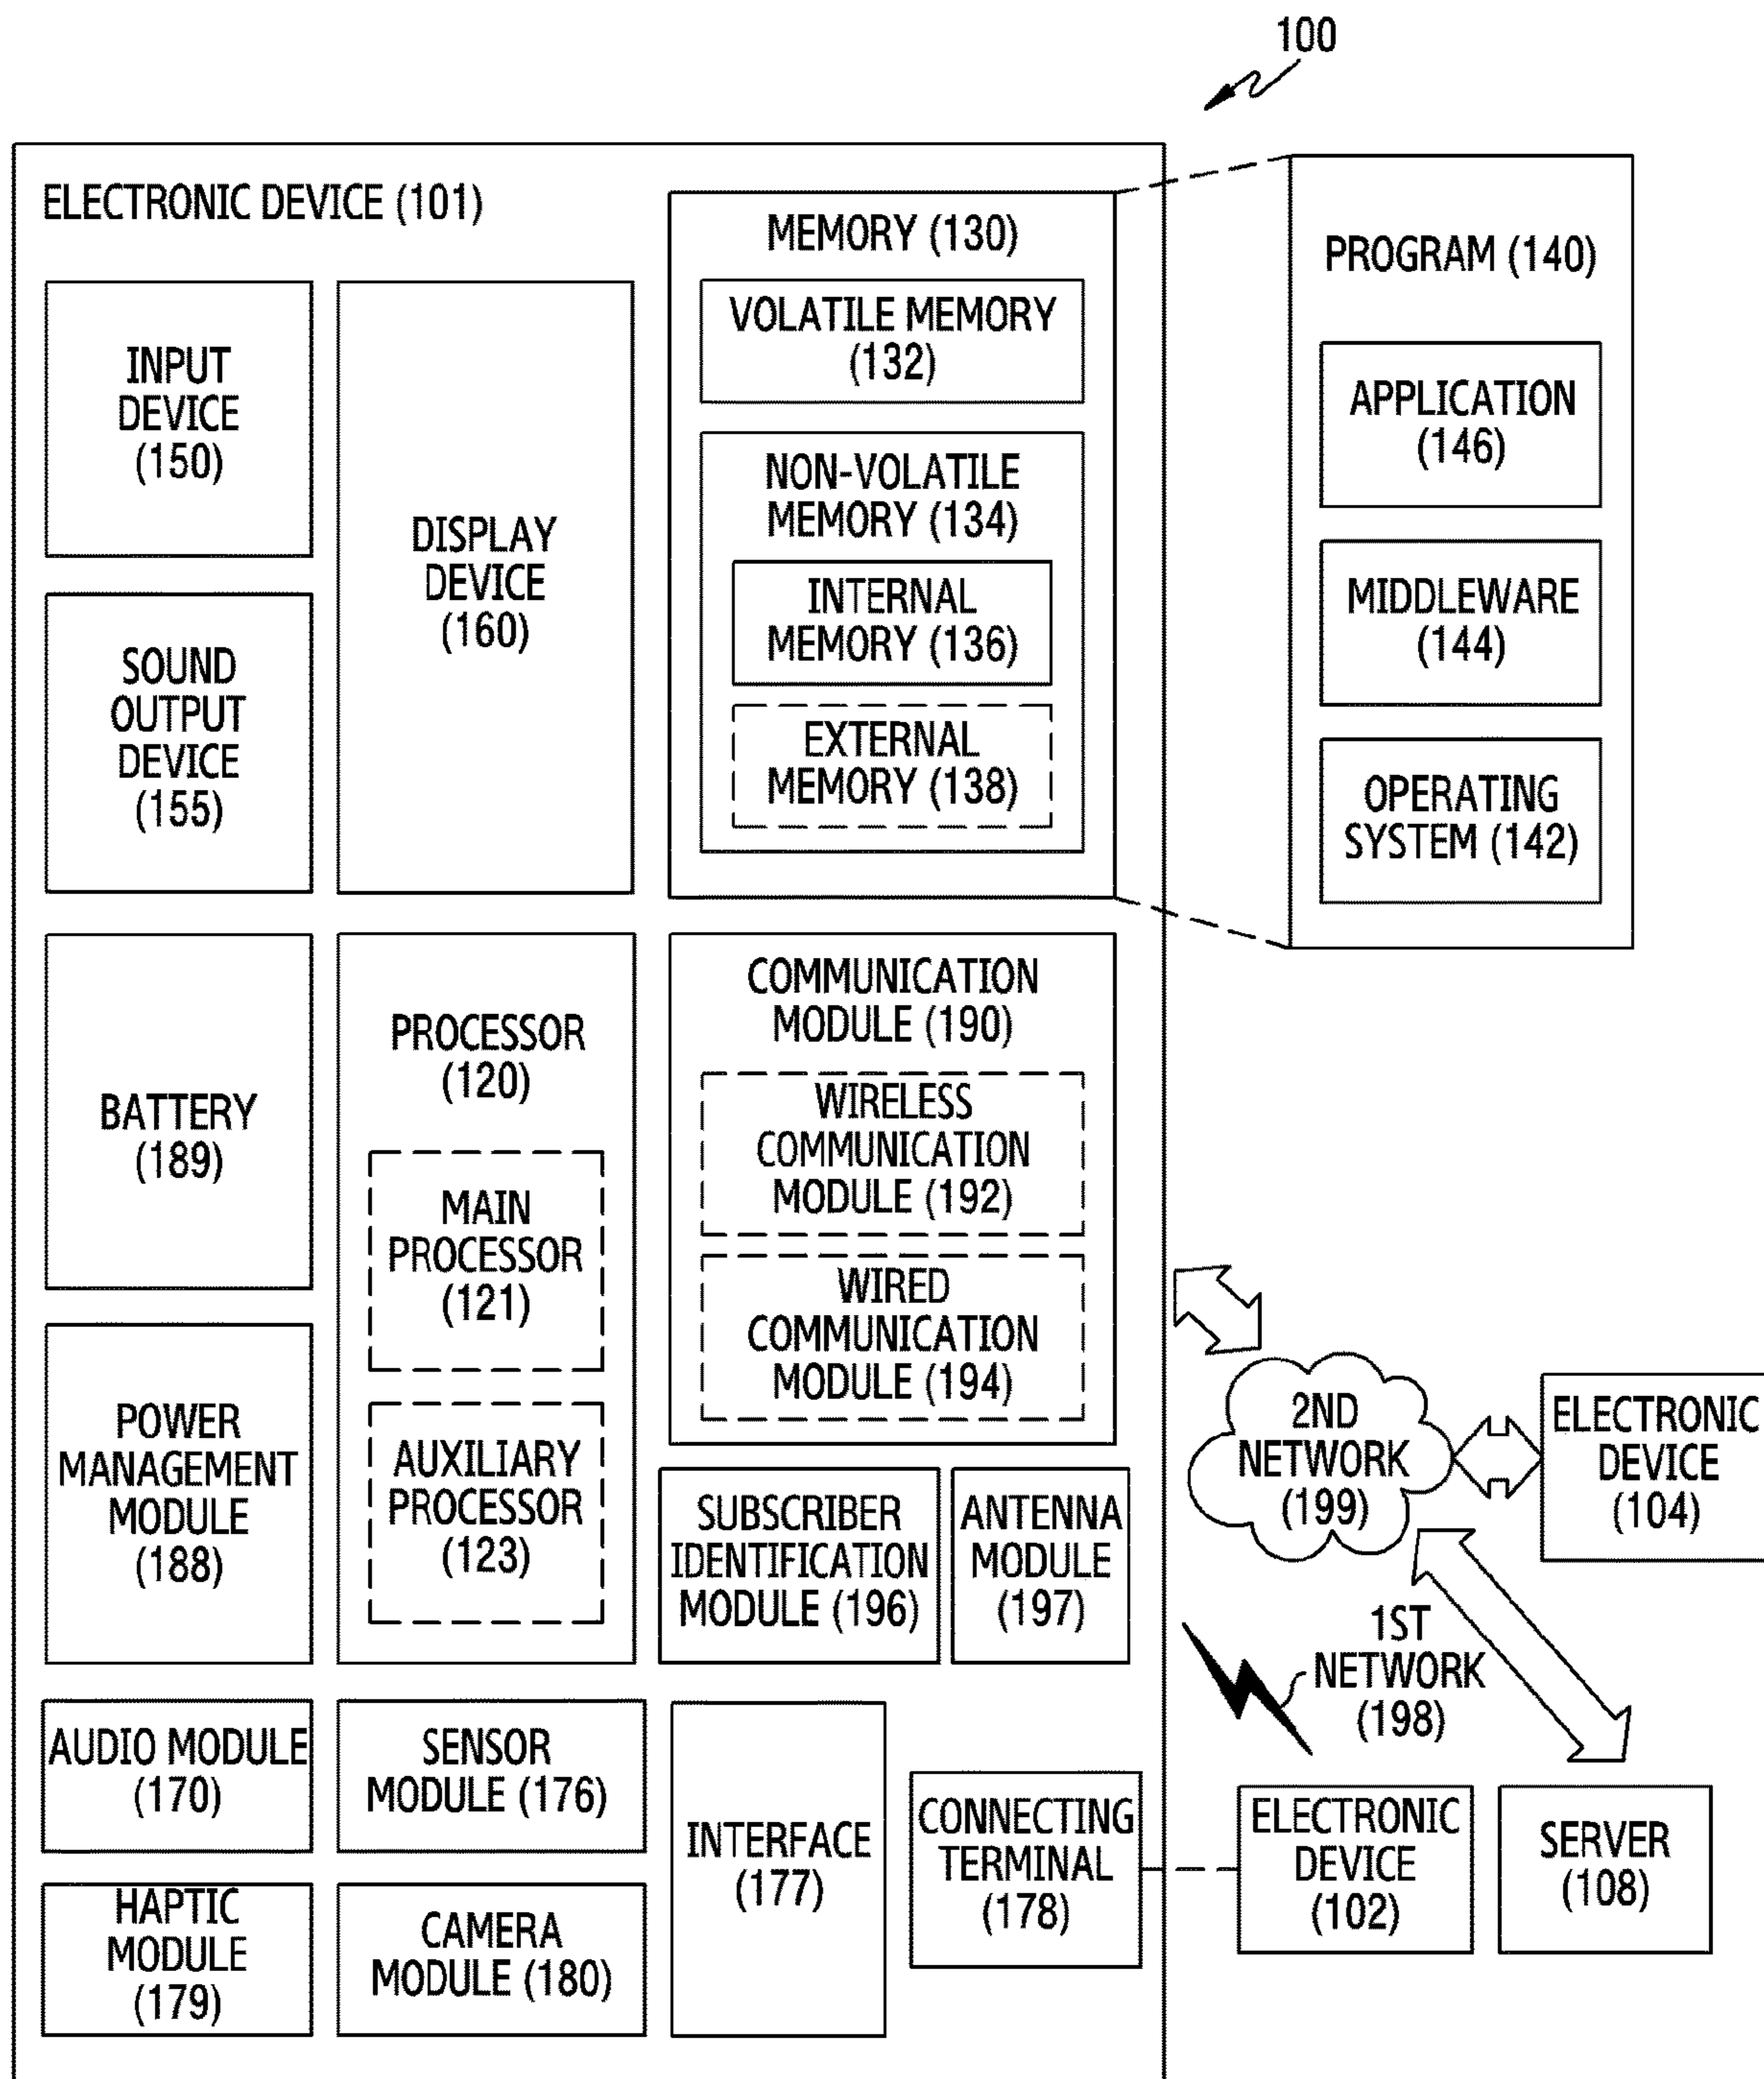 100
ELECTRONIC DEVICE (101)
INPUT
DEVICE
(150)
SOUND
OUTPUT
DEVICE
(155)
DISPLAY
DEVICE
(160)
MEMORY (130)
VOLATILE MEMORY
(132)
NON-VOLATILE
MEMORY (134)
INTERNAL
MEMORY (136)
EXTERNAL
MEMORY (138)
PROGRAM (140)
APPLICATION
(146)
MIDDLEWARE
(144)
OPERATING
SYSTEM (142)
BATTERY
(189)
POWER
MANAGEMENT
MODULE
(188)
PROCESSOR
(120)
MAIN
PROCESSOR
(121)
AUXILIARY
PROCESSOR
(123)
COMMUNICATION
MODULE (190)
WIRELESS
COMMUNICATION
MODULE (192)
WIRED
COMMUNICATION
MODULE (194)
SUBSCRIBER
IDENTIFICATION
MODULE (196)
ANTENNA
MODULE
(197)
2ND
NETWORK
(199)
ELECTRONIC
DEVICE
(104)
1ST
NETWORK
(198)
AUDIO MODULE
(170)
SENSOR
MODULE (176)
HAPTIC
MODULE
(179)
CAMERA
MODULE (180)
INTERFACE
(177)
CONNECTING
TERMINAL
(178)
ELECTRONIC
DEVICE
(102)
SERVER
(108)